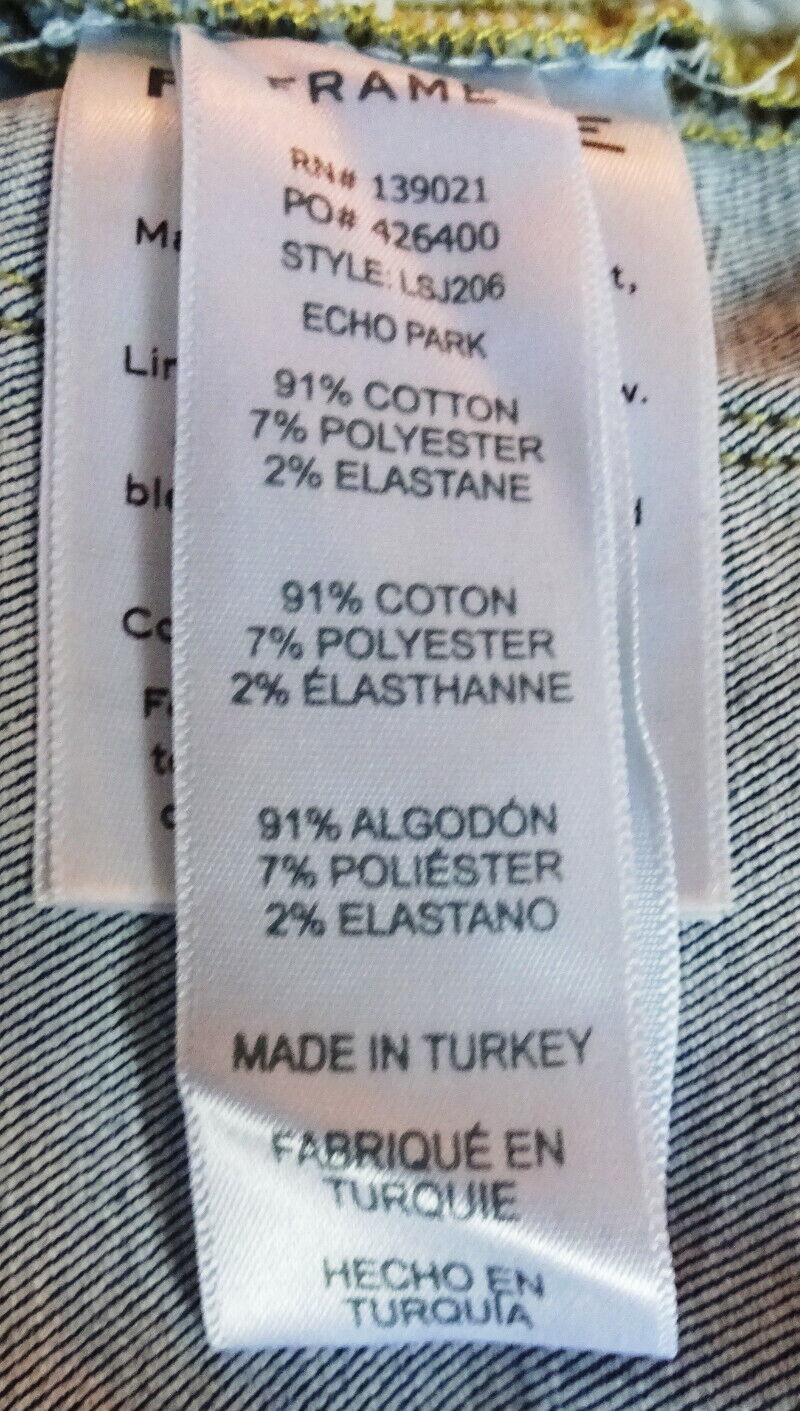 FRAME
RN# 139021
PO# 426400
STYLE: LSJ206
ECHO PARK
91% COTTON
7% POLYESTER
2% ELASTANE
91% COTON
7% POLYESTER
2% ÉLASTHANNE
91% ALGODÓN
7% POLIÉSTER
2% ELASTANO
MADE IN TURKEY
FABRIQUÉ EN
TURQUIE
HECHO EN
TURQUÍA